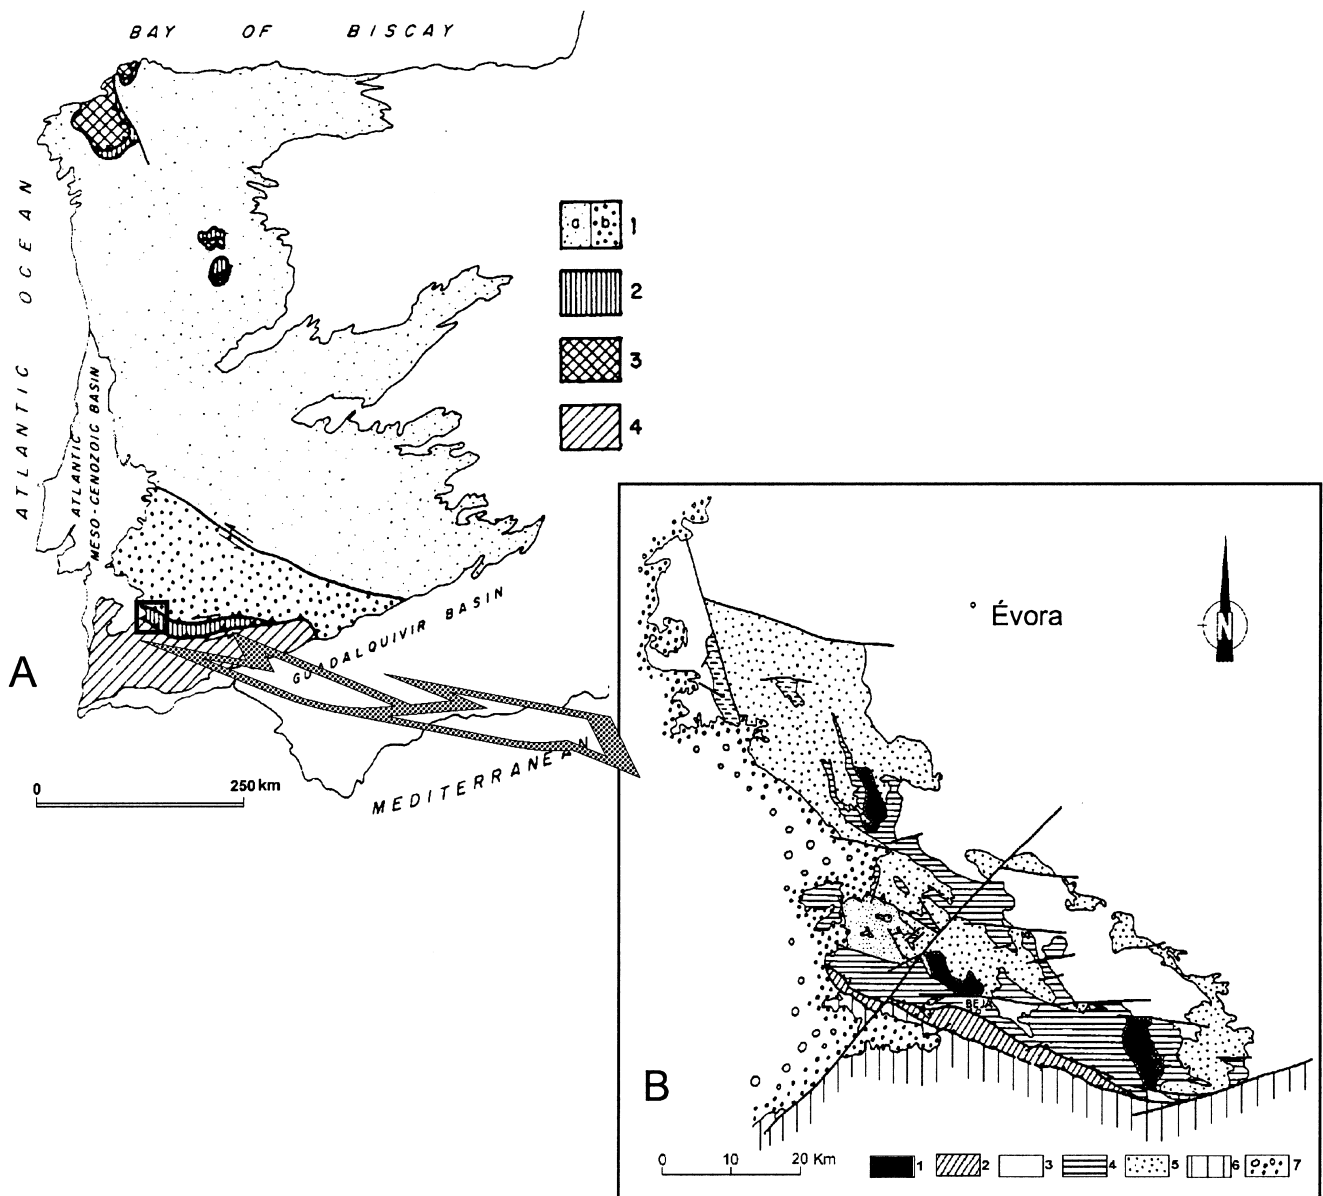 BAY OF BISCAY
ATLANTIC OCEAN
ATLANTIC
MESO-CENOZOIC BASIN
a b 1
2
3
4
GUADALQUIVIR BASIN
A
0 250 km
MEDITERRANEAN
Évora
N
BEJA
B
0 10 20 Km
1 2 3 4 5 6 7